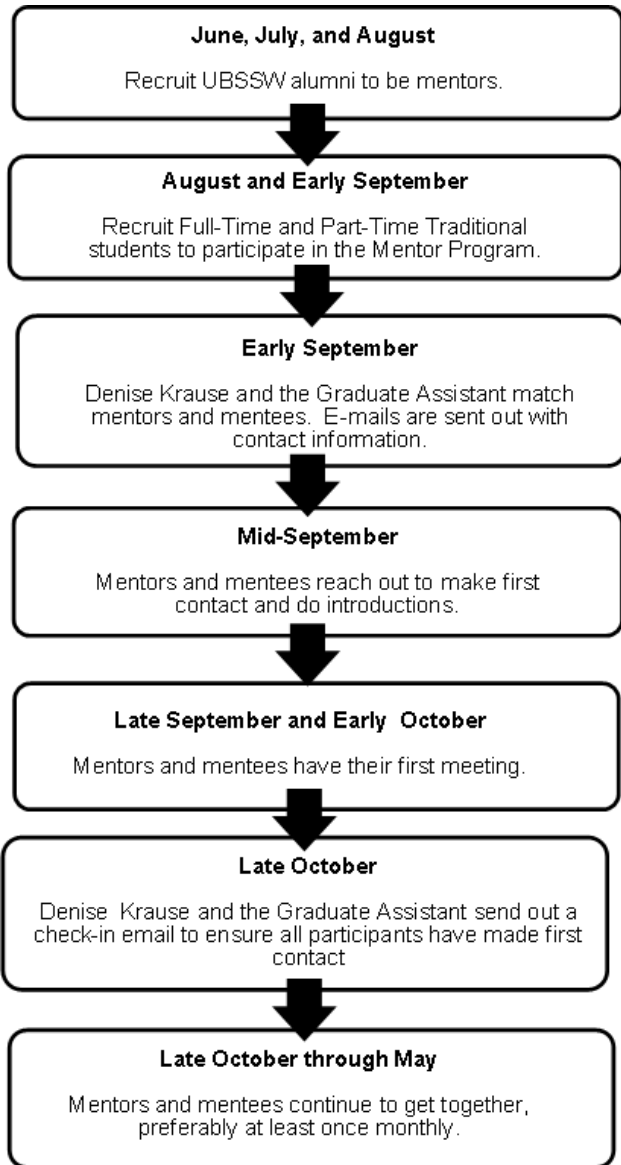 June, July, and August
Recruit UBSSW alumni to be mentors.
August and Early September
Recruit Full-Time and Part-Time Traditional
students to participate in the Mentor Program.
Early September
Denise Krause and the Graduate Assistant match
mentors and mentees. E-mails are sent out with
contact information.
Mid-September
Mentors and mentees reach out to make first
contact and do introductions.
Late September and Early October
Mentors and mentees have their first meeting.
Late October
Denise Krause and the Graduate Assistant send out a
check-in email to ensure all participants have made first
contact
Late October through May
Mentors and mentees continue to get together,
preferably at least once monthly.